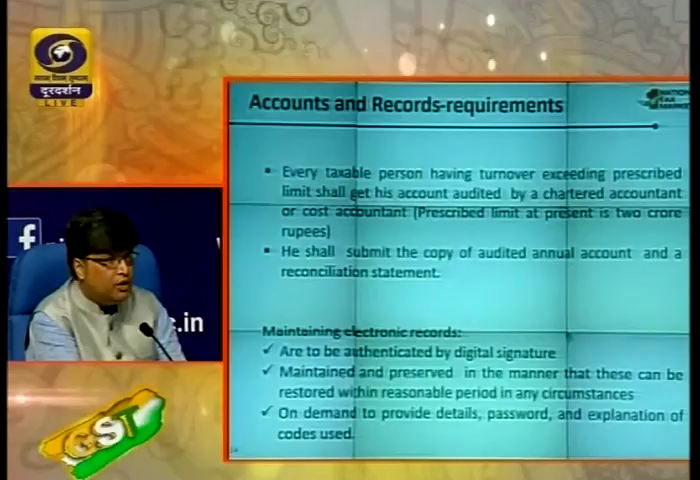 दूरदर्शन
LIVE
Accounts and Records-requirements
NATION
TAX
MARKET
Every taxable person having turnover exceeding prescribed
limit shall get his account audited by a chartered accountant
or cost accountant (Prescribed limit at present is two crore
rupees)
He shall submit the copy of audited annual account and a
reconciliation statement.
Maintaining electronic records:
✓ Are to be authenticated by digital signature
✓ Maintained and preserved in the manner that these can be
restored within reasonable period in any circumstances
✓ On demand to provide details, password, and explanation of
codes used.
f
c.in
GST